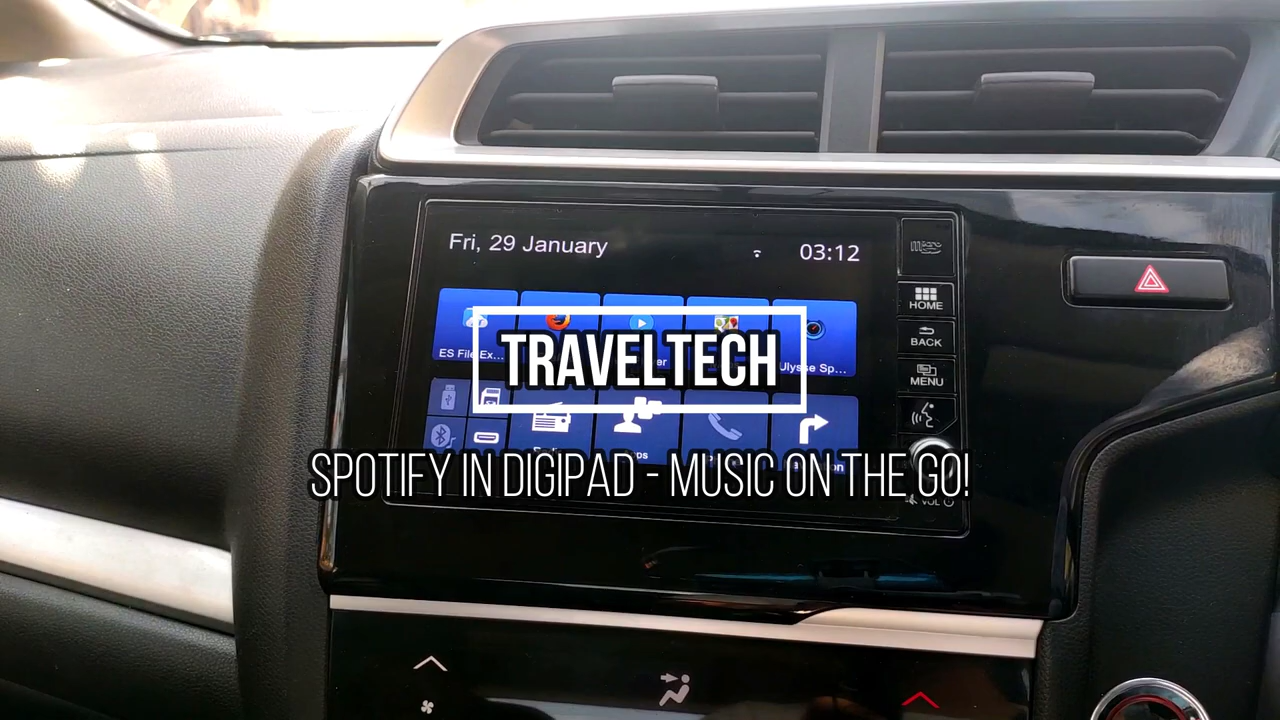 Fri, 29 January
03:12
mic
HOME
BACK
MENU
ES File Ex...
Ulysse Sp...
TRAVELTECH
SPOTIFY IN DIGIPAD - MUSIC ON THE GO!
VOL